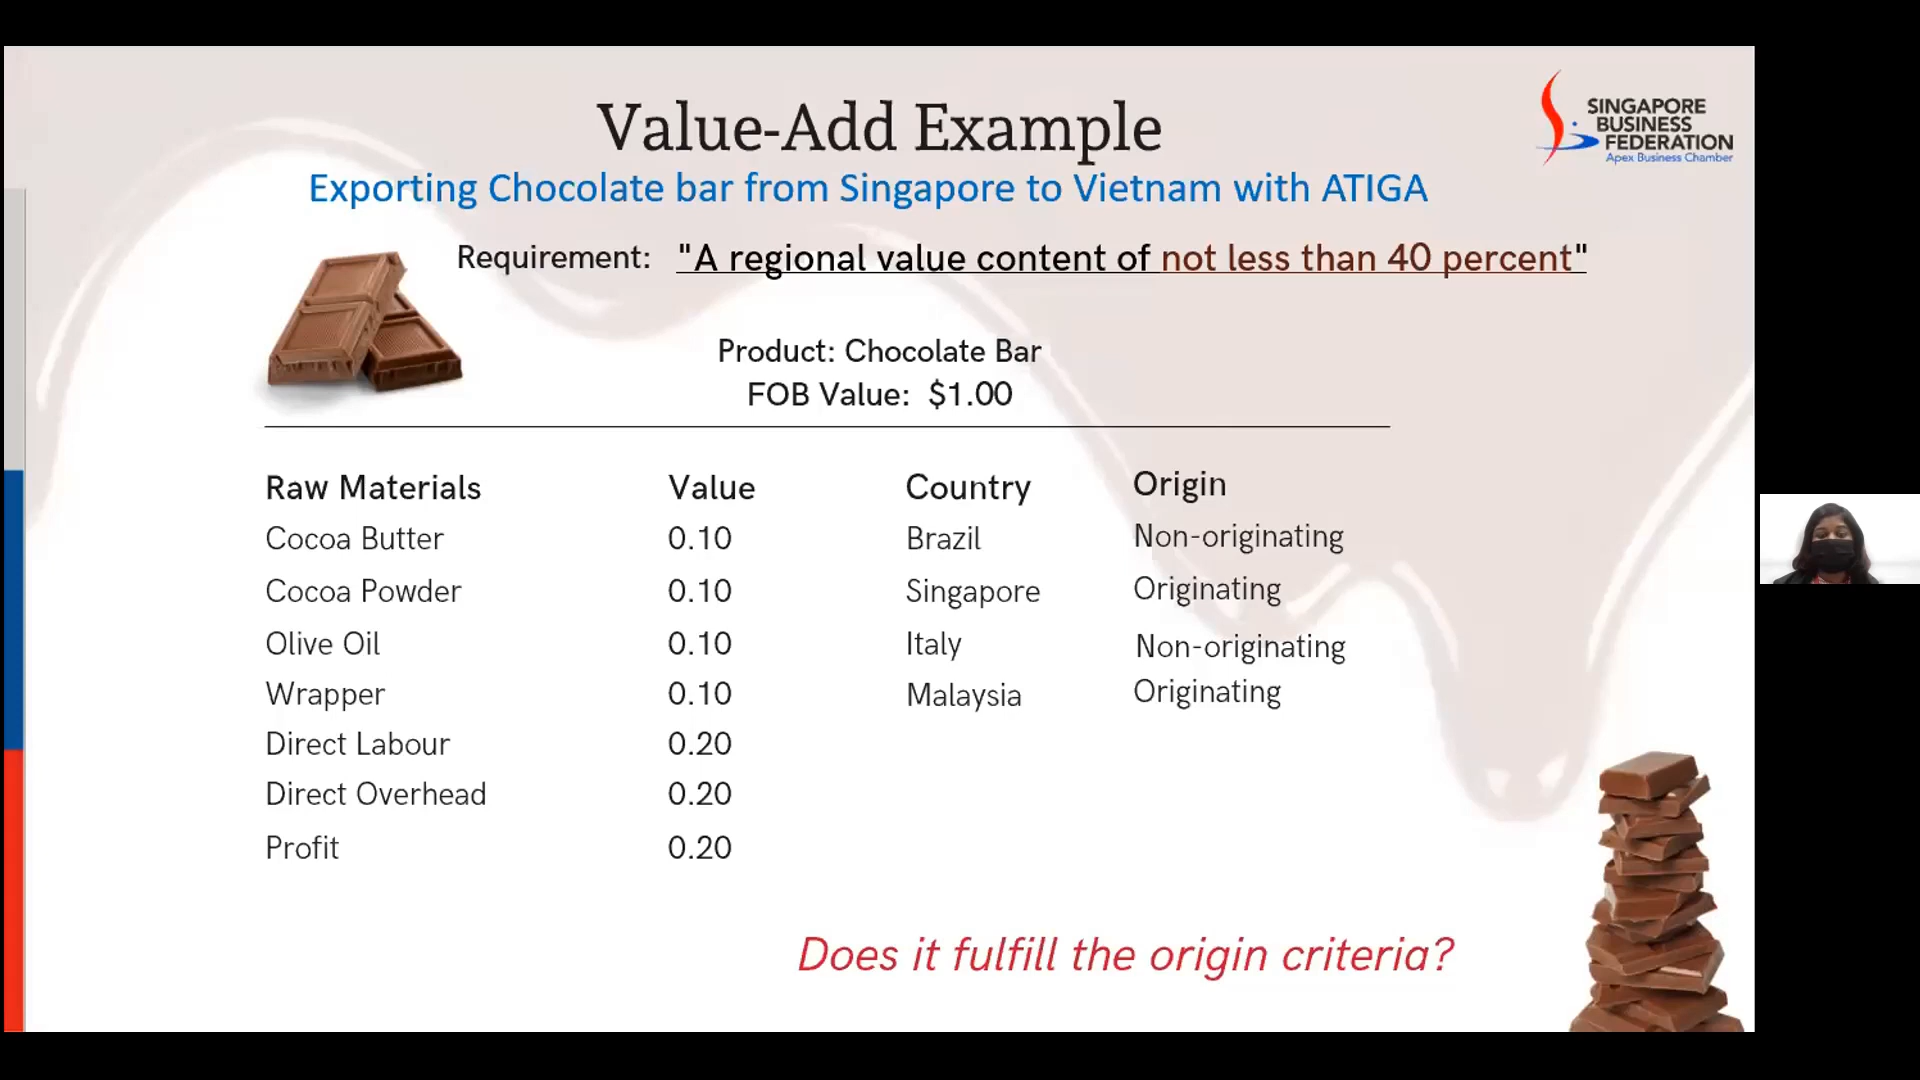 Value-Add Example
SINGAPORE
BUSINESS
FEDERATION
Apex Business Chamber
Exporting Chocolate bar from Singapore to Vietnam with ATIGA
Requirement: "A regional value content of not less than 40 percent"
Product: Chocolate Bar
FOB Value: $1.00
Raw Materials Value Country Origin
Cocoa Butter 0.10 Brazil Non-originating
Cocoa Powder 0.10 Singapore Originating
Olive Oil 0.10 Italy Non-originating
Wrapper 0.10 Malaysia Originating
Direct Labour 0.20
Direct Overhead 0.20
Profit 0.20
Does it fulfill the origin criteria?